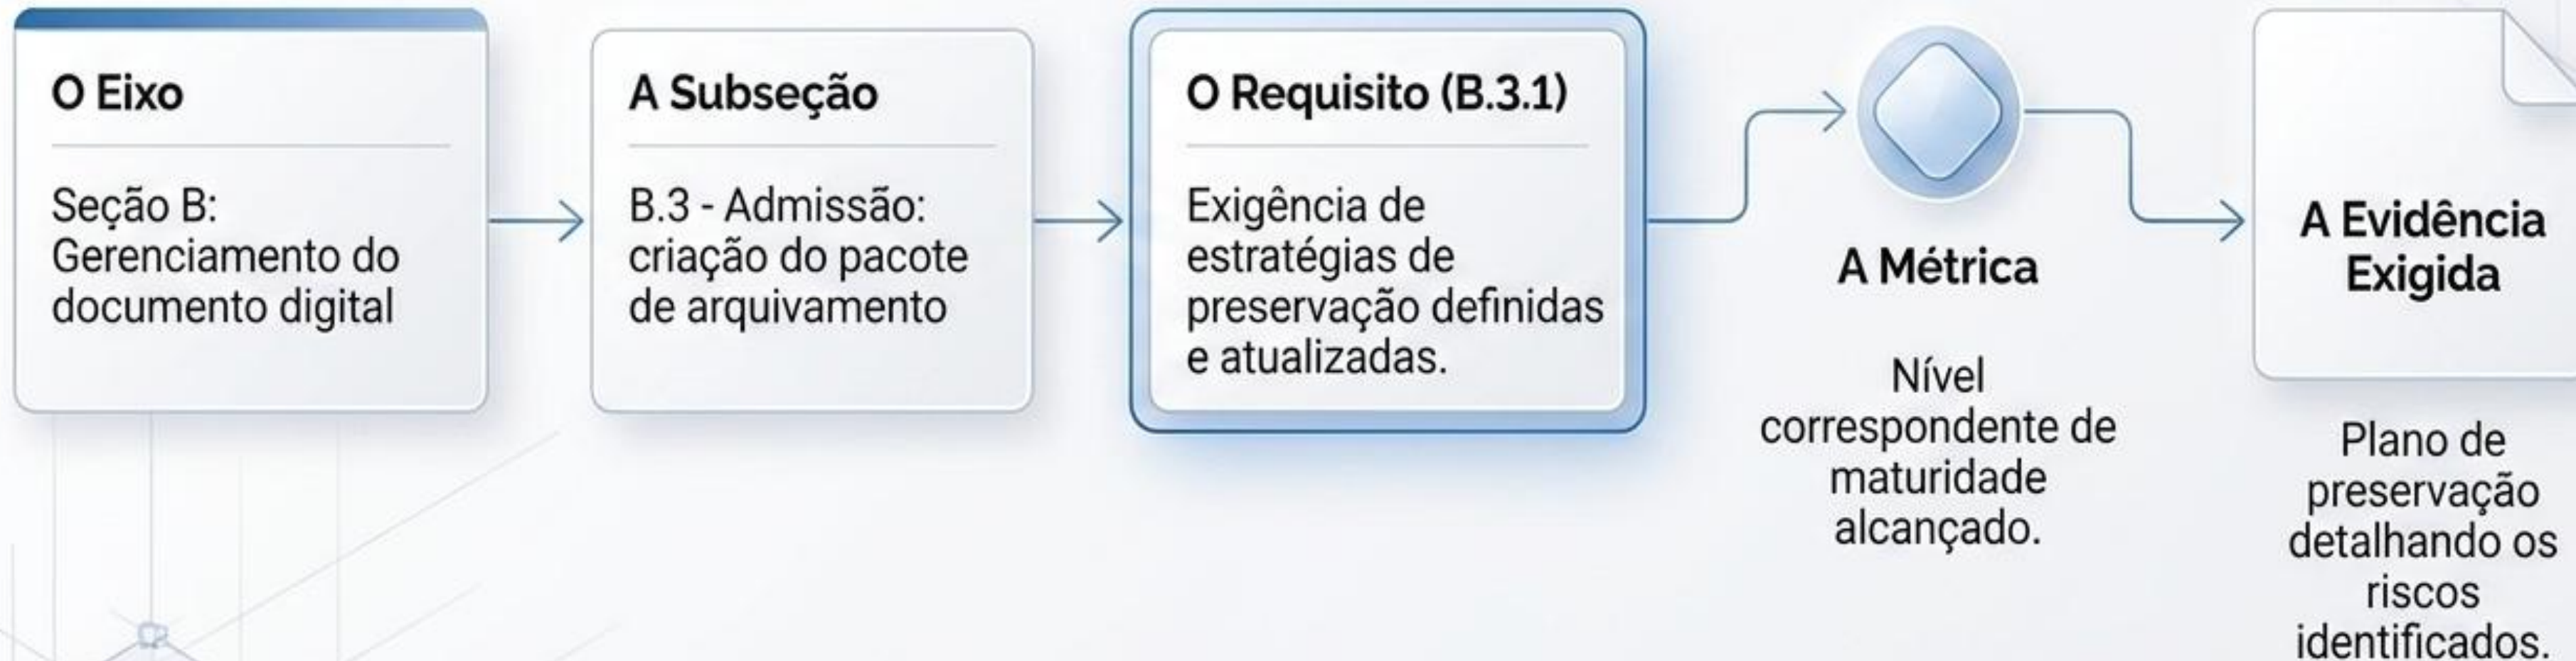 O Eixo
Seção B:
Gerenciamento do
documento digital
A Subseção
B.3 - Admissão:
criação do pacote
de arquivamento
O Requisito (B.3.1)
Exigência de
estratégias de
preservação definidas
e atualizadas.
A Métrica
Nível
correspondente de
maturidade
alcançado.
A Evidência
Exigida
Plano de
preservação
detalhando os
riscos
identificados.